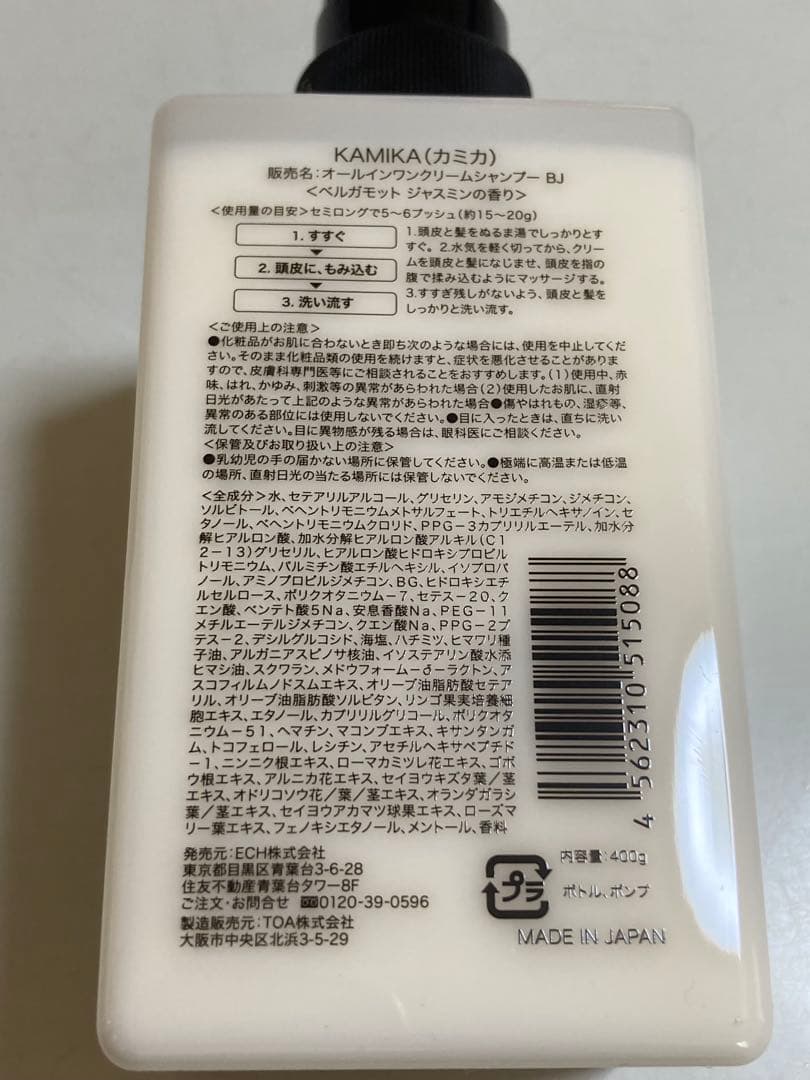 KAMIKA(カミカ)
販売名:オールインワンクリームシャンプー BJ
<ベルガモット ジャスミンの香り>
<使用量の目安>セミロングで5〜6プッシュ(約15〜20g)
1. すすぐ
2. 頭皮に、もみ込む
3. 洗い流す
1.頭皮と髪をぬるま湯でしっかりとす
すぐ。2.水気を軽く切ってから、クリー
ムを頭皮と髪になじませ、頭皮を指の
腹で揉み込むようにマッサージする。
3.すすぎ残しがないよう、頭皮と髪を
しっかりと洗い流す。
<ご使用上の注意>
●化粧品がお肌に合わないとき即ち次のような場合には、使用を中止してくだ
さい。そのまま化粧品類の使用を続けますと、症状を悪化させることがありま
すので、皮膚科専門医等にご相談されることをおすすめします。(1)使用中、赤
味、はれ、かゆみ、刺激等の異常があらわれた場合(2)使用したお肌に、直射
日光があたって上記のような異常があらわれた場合●傷やはれもの、湿疹等、
異常のある部位には使用しないでください。●目に入ったときは、直ちに洗い
流してください。目に異物感が残る場合は、眼科医にご相談ください。
<保管及びお取り扱い上の注意>
●乳幼児の手の届かない場所に保管してください。●極端に高温または低温
の場所、直射日光の当たる場所には保管しないでください。
<全成分>水、セテアリルアルコール、グリセリン、アモジメチコン、ジメチコン、
ソルビトール、ベヘントリモニウムメトサルフェート、トリエチルヘキサノイン、セ
タノール、ベヘントリモニウムクロリド、PPG-3カプリリルエーテル、加水分
解ヒアルロン酸、加水分解ヒアルロン酸アルキル(C1
2-13)グリセリル、ヒアルロン酸ヒドロキシプロピル
トリモニウム、パルミチン酸エチルヘキシル、イソプロパ
ノール、アミノプロピルジメチコン、BG、ヒドロキシエチ
ルセルロース、ポリクオタニウム-7、セテス-20、ク
エン酸、ペンテト酸5Na、安息香酸Na、PEG-11
メチルエーテルジメチコン、クエン酸Na、PPG-2プ
テス-2、デシルグルコシド、海塩、ハチミツ、ヒマワリ種
子油、アルガニアスピノサ核油、イソステアリン酸水添
ヒマシ油、スクワラン、メドウフォーム-δ-ラクトン、ア
スコフィルムノドスムエキス、オリーブ油脂肪酸セテア
リル、オリーブ油脂肪酸ソルビタン、リンゴ果実培養細
胞エキス、エタノール、カプリリルグリコール、ポリクオタ
ニウム-51、ヘマチン、マコンブエキス、キサンタンガ
ム、トコフェロール、レシチン、アセチルヘキサペプチド
-1、ニンニク根エキス、ローマカミツレ花エキス、ゴボ
ウ根エキス、アルニカ花エキス、セイヨウキズタ葉/茎
エキス、オドリコソウ花/葉/茎エキス、オランダガラシ
葉/茎エキス、セイヨウアカマツ球果エキス、ローズマ
リー葉エキス、フェノキシエタノール、メントール、香料
4 562310 515088
発売元:ECH株式会社
東京都目黒区青葉台3-6-28
住友不動産青葉台タワー8F
ご注文・お問合せ 0120-39-0596
製造販売元:TOA株式会社
大阪市中央区北浜3-5-29
プラ
内容量:400g
ボトル、ポンプ
MADE IN JAPAN